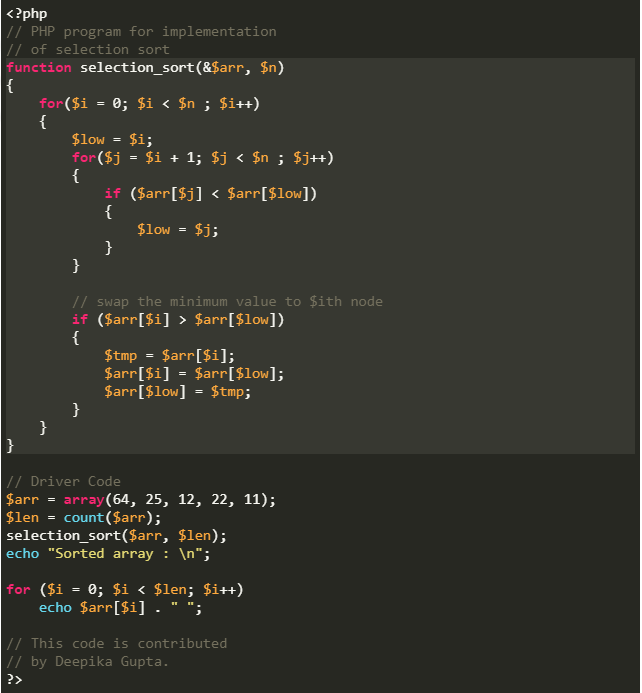 <?php
// PHP program for implementation
// of selection sort
function selection_sort(&$arr, $n)
{
    for($i = 0; $i < $n ; $i++)
    {
        $low = $i;
        for($j = $i + 1; $j < $n ; $j++)
        {
            if ($arr[$j] < $arr[$low])
            {
                $low = $j;
            }
        }

        // swap the minimum value to $ith node
        if ($arr[$i] > $arr[$low])
        {
            $tmp = $arr[$i];
            $arr[$i] = $arr[$low];
            $arr[$low] = $tmp;
        }
    }
}

// Driver Code
$arr = array(64, 25, 12, 22, 11);
$len = count($arr);
selection_sort($arr, $len);
echo "Sorted array : \n";

for ($i = 0; $i < $len; $i++)
    echo $arr[$i] . " ";

// This code is contributed
// by Deepika Gupta.
?>